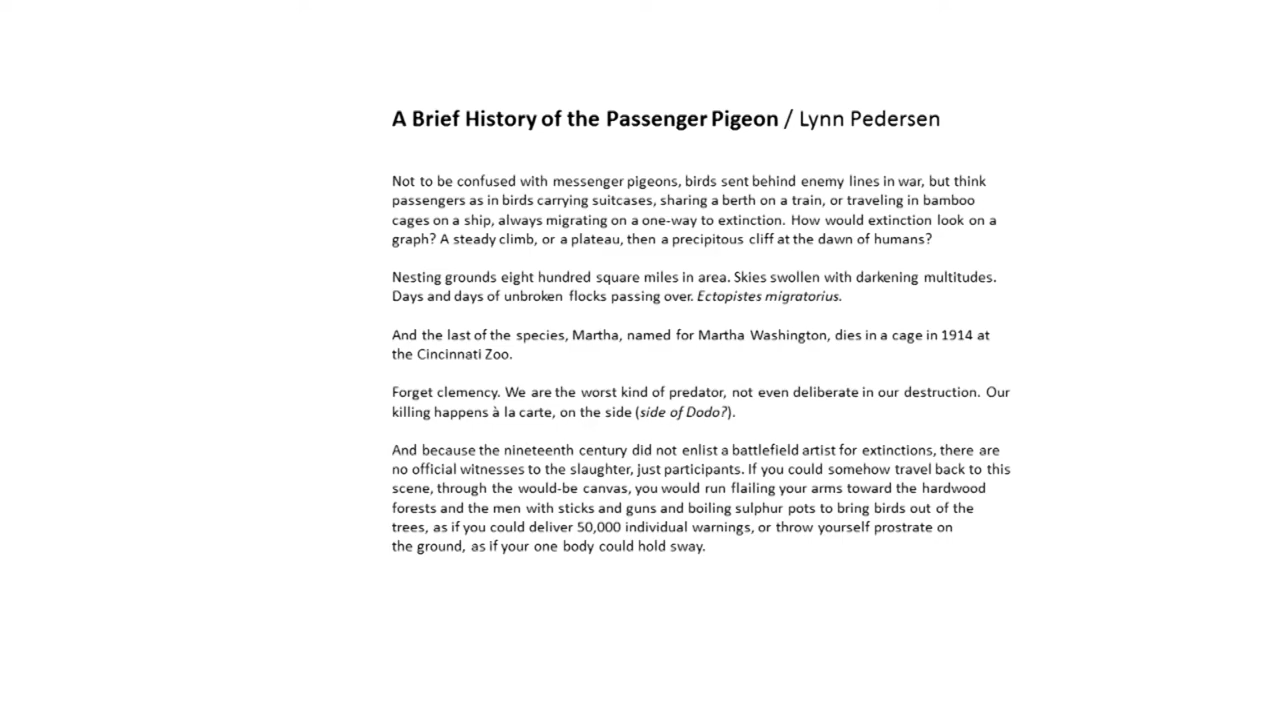 A Brief History of the Passenger Pigeon / Lynn Pedersen
Not to be confused with messenger pigeons, birds sent behind enemy lines in war, but think
passengers as in birds carrying suitcases, sharing a berth on a train, or traveling in bamboo
cages on a ship, always migrating on a one-way to extinction. How would extinction look on a
graph? A steady climb, or a plateau, then a precipitous cliff at the dawn of humans?
Nesting grounds eight hundred square miles in area. Skies swollen with darkening multitudes.
Days and days of unbroken flocks passing over. Ectopistes migratorius.
And the last of the species, Martha, named for Martha Washington, dies in a cage in 1914 at
the Cincinnati Zoo.
Forget clemency. We are the worst kind of predator, not even deliberate in our destruction. Our
killing happens à la carte, on the side (side of Dodo?).
And because the nineteenth century did not enlist a battlefield artist for extinctions, there are
no official witnesses to the slaughter, just participants. If you could somehow travel back to this
scene, through the would-be canvas, you would run flailing your arms toward the hardwood
forests and the men with sticks and guns and boiling sulphur pots to bring birds out of the
trees, as if you could deliver 50,000 individual warnings, or throw yourself prostrate on
the ground, as if your one body could hold sway.